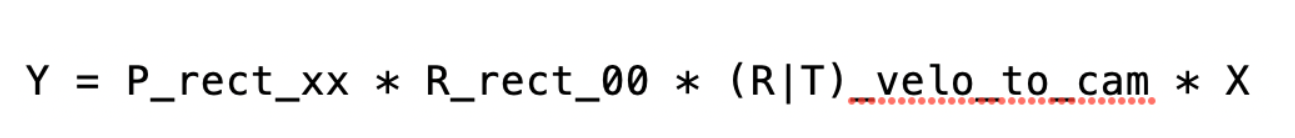 Y = P_rect_xx * R_rect_00 * (R|T)_velo_to_cam * X